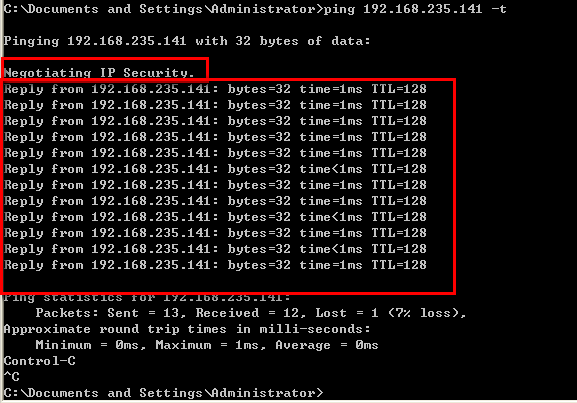 C:\Documents and Settings\Administrator>ping 192.168.235.141 -t
Pinging 192.168.235.141 with 32 bytes of data:
Negotiating IP Security.
Reply from 192.168.235.141: bytes=32 time=1ms TTL=128
Reply from 192.168.235.141: bytes=32 time=1ms TTL=128
Reply from 192.168.235.141: bytes=32 time=1ms TTL=128
Reply from 192.168.235.141: bytes=32 time=1ms TTL=128
Reply from 192.168.235.141: bytes=32 time<1ms TTL=128
Reply from 192.168.235.141: bytes=32 time=1ms TTL=128
Reply from 192.168.235.141: bytes=32 time=1ms TTL=128
Reply from 192.168.235.141: bytes=32 time=1ms TTL=128
Reply from 192.168.235.141: bytes=32 time<1ms TTL=128
Reply from 192.168.235.141: bytes=32 time=1ms TTL=128
Reply from 192.168.235.141: bytes=32 time<1ms TTL=128
Reply from 192.168.235.141: bytes=32 time=1ms TTL=128
Ping statistics for 192.168.235.141:
Packets: Sent = 13, Received = 12, Lost = 1 (7% loss),
Approximate round trip times in milli-seconds:
Minimum = 0ms, Maximum = 1ms, Average = 0ms
Control-C
^C
C:\Documents and Settings\Administrator>